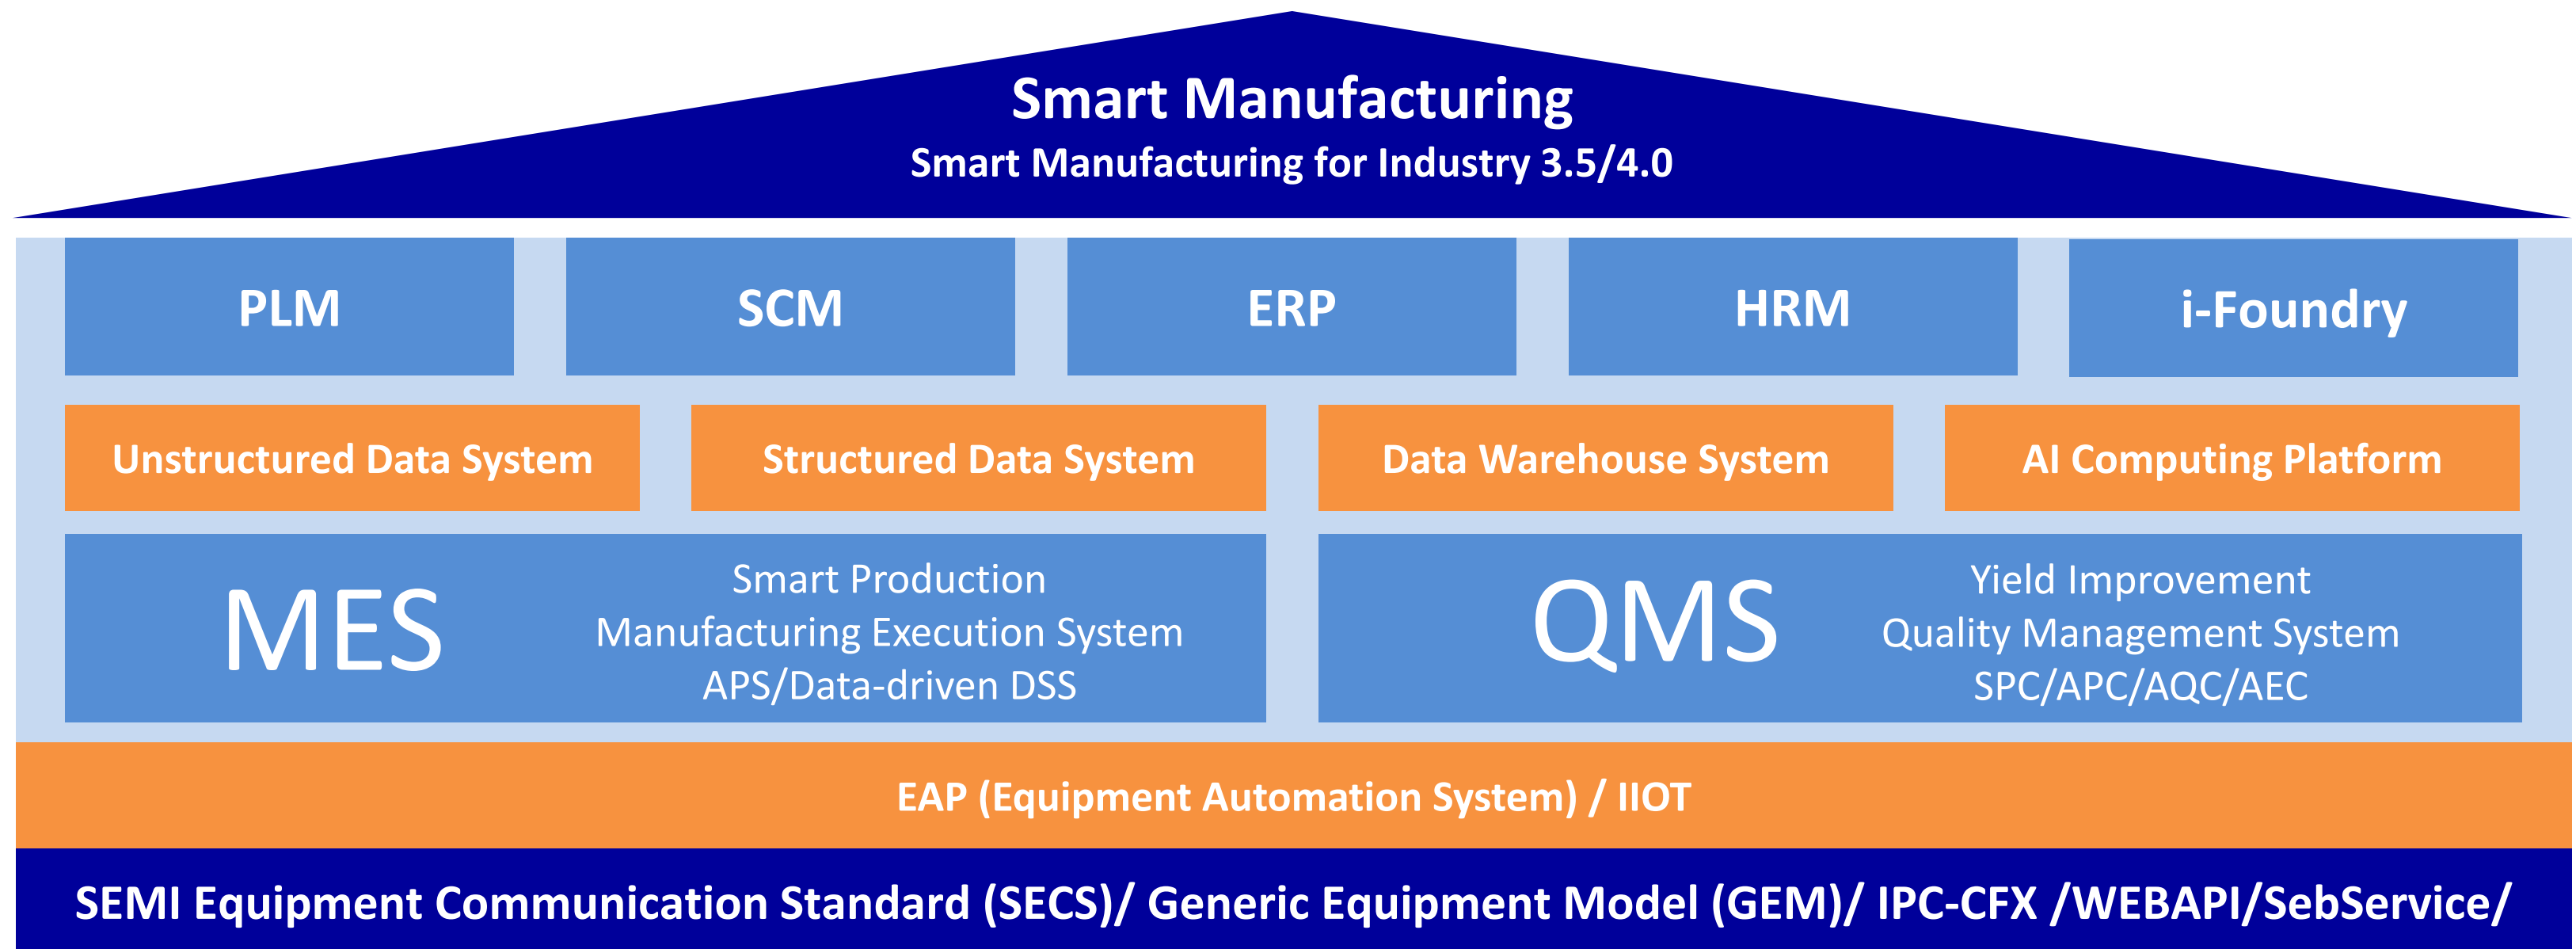 Smart Manufacturing
Smart Manufacturing for Industry 3.5/4.0
PLM
SCM
ERP
HRM
i-Foundry
Unstructured Data System
Structured Data System
Data Warehouse System
AI Computing Platform
MES
Smart Production
Manufacturing Execution System
APS/Data-driven DSS
QMS
Yield Improvement
Quality Management System
SPC/APC/AQC/AEC
EAP (Equipment Automation System) / IIOT
SEMI Equipment Communication Standard (SECS)/ Generic Equipment Model (GEM)/ IPC-CFX /WEBAPI/SebService/